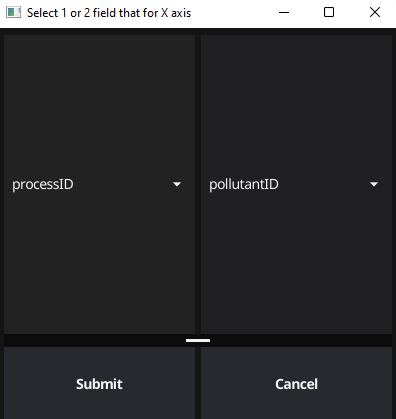 Select 1 or 2 field that for X axis
processID
pollutantID
Submit
Cancel